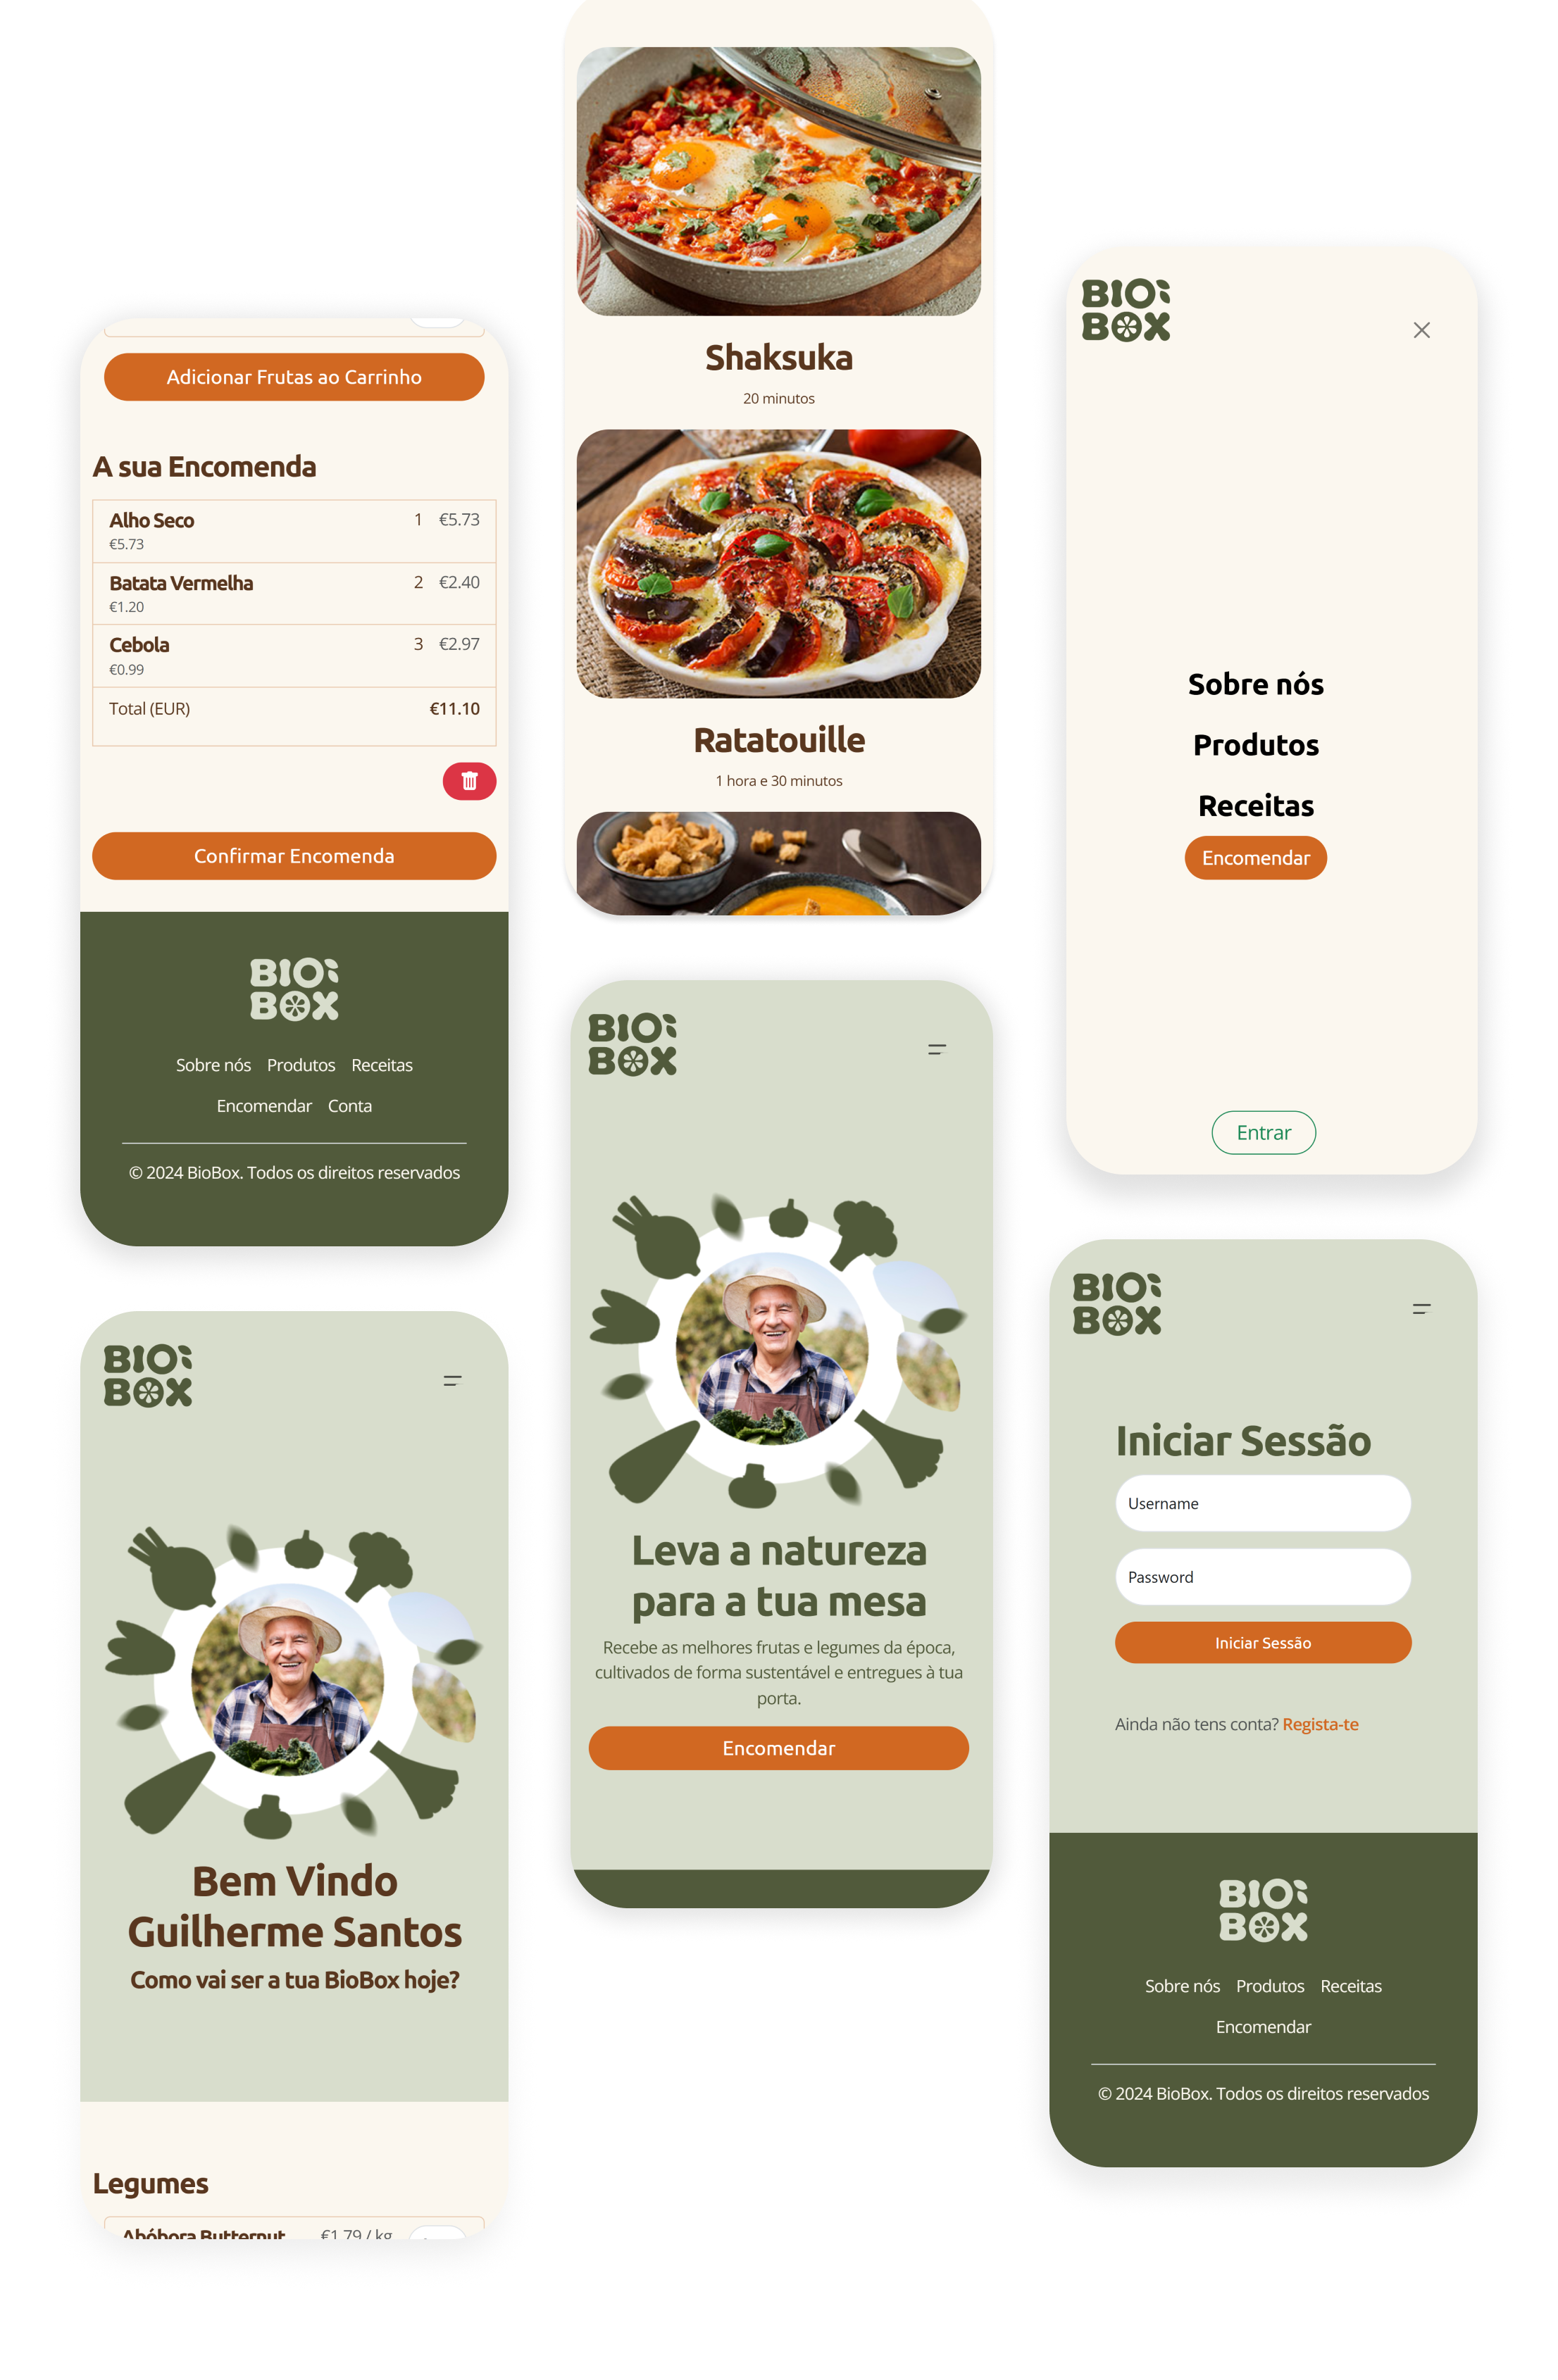 Adicionar Frutas ao Carrinho
A sua Encomenda
Alho Seco 1 €5.73
€5.73
Batata Vermelha 2 €2.40
€1.20
Cebola 3 €2.97
€0.99
Total (EUR) €11.10
Confirmar Encomenda
BIO
BOX
Sobre nós Produtos Receitas
Encomendar Conta
© 2024 BioBox. Todos os direitos reservados
BIO
BOX
Bem Vindo
Guilherme Santos
Como vai ser a tua BioBox hoje?
Legumes
Abóbora Butternut €1.79 / kg
Shaksuka
20 minutos
Ratatouille
1 hora e 30 minutos
BIO
BOX
Leva a natureza
para a tua mesa
Recebe as melhores frutas e legumes da época,
cultivados de forma sustentável e entregues à tua
porta.
Encomendar
BIO
BOX
Sobre nós
Produtos
Receitas
Encomendar
Entrar
BIO
BOX
Iniciar Sessão
Username
Password
Iniciar Sessão
Ainda não tens conta? Regista-te
BIO
BOX
Sobre nós Produtos Receitas
Encomendar
© 2024 BioBox. Todos os direitos reservados